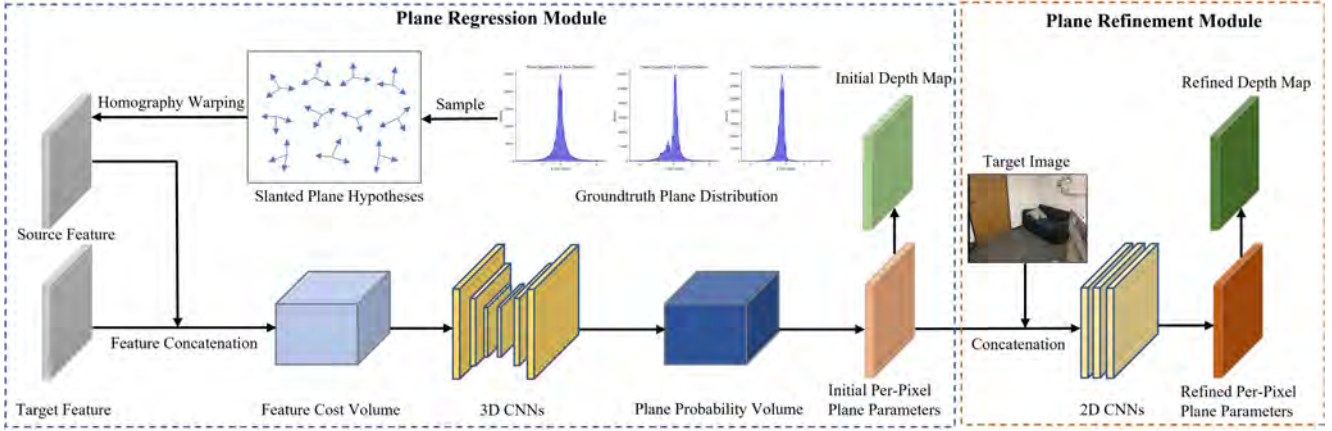 Plane Regression Module
Plane Refinement Module
Homography Warping
Sample
Initial Depth Map
Refined Depth Map
Target Image
Slanted Plane Hypotheses
Groundtruth Plane Distribution
Source Feature
Feature Concatenation
Concatenation
Target Feature
Feature Cost Volume
3D CNNs
Plane Probability Volume
Initial Per-Pixel
Plane Parameters
2D CNNs
Refined Per-Pixel
Plane Parameters